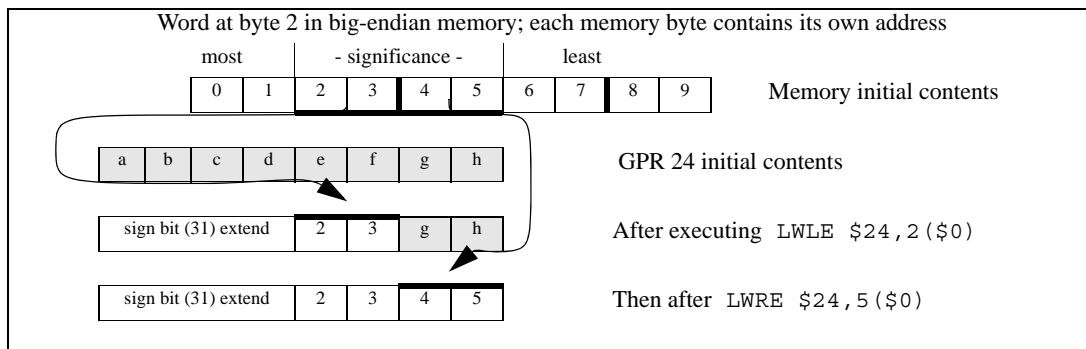 Word at byte 2 in big-endian memory; each memory byte contains its own address
most - significance - least
0 1 2 3 4 5 6 7 8 9 Memory initial contents
a b c d e f g h GPR 24 initial contents
sign bit (31) extend 2 3 g h After executing LWLE $24,2($0)
sign bit (31) extend 2 3 4 5 Then after LWRE $24,5($0)